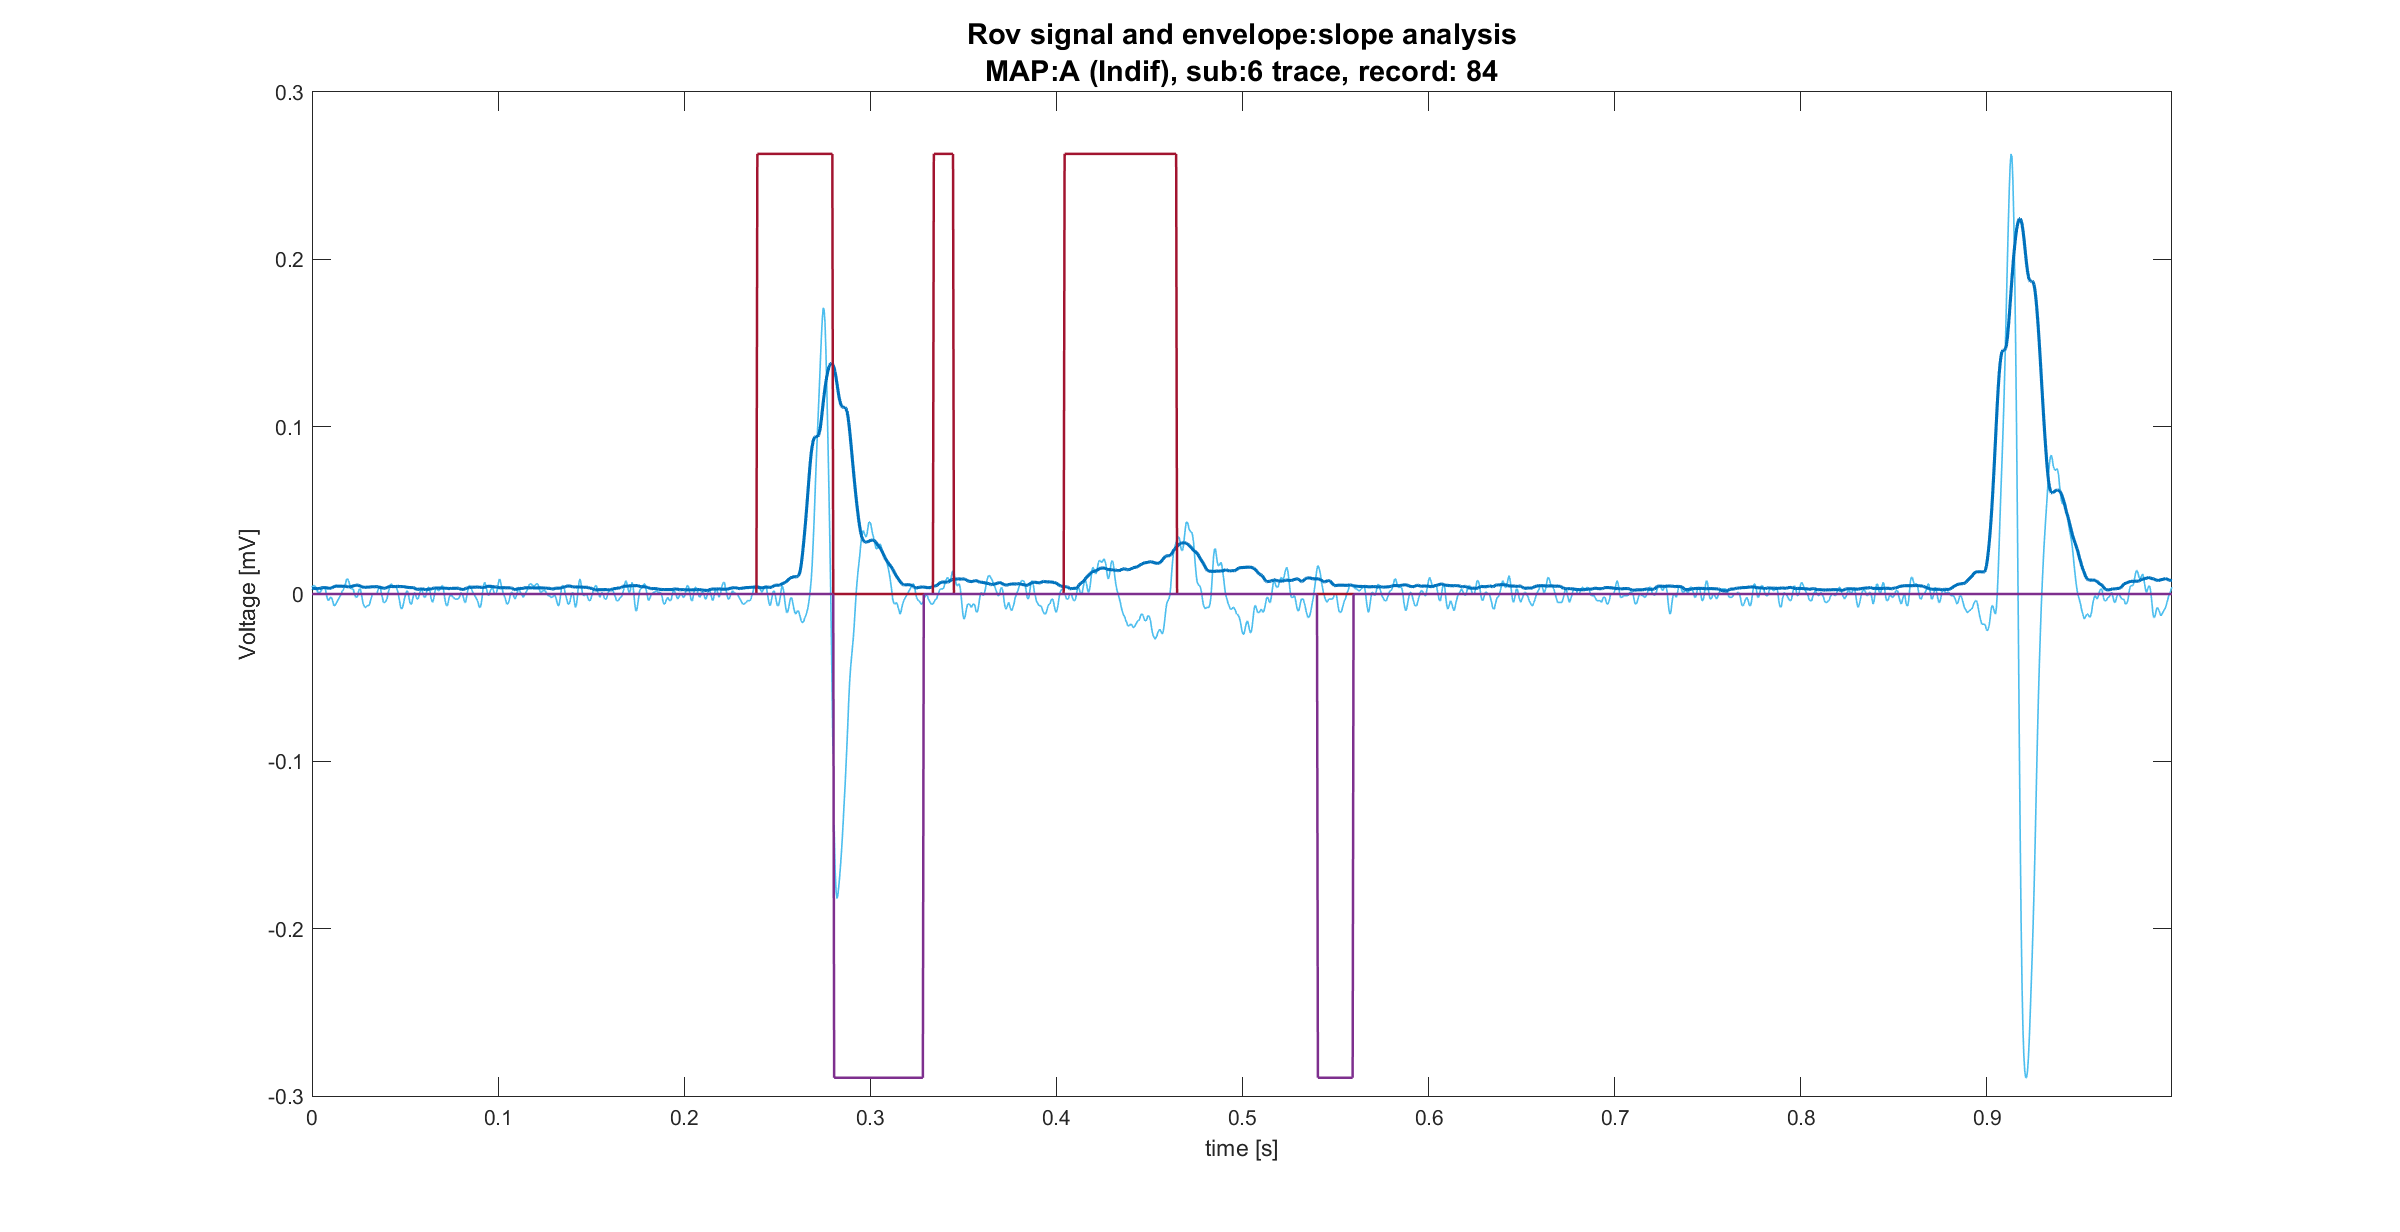 Rov signal and envelope:slope analysis
MAP:A (Indif), sub:6 trace, record: 84
0.3
0.2
0.1
0
-0.1
-0.2
-0.3
Voltage [mV]
0 0.1 0.2 0.3 0.4 0.5 0.6 0.7 0.8 0.9
time [s]